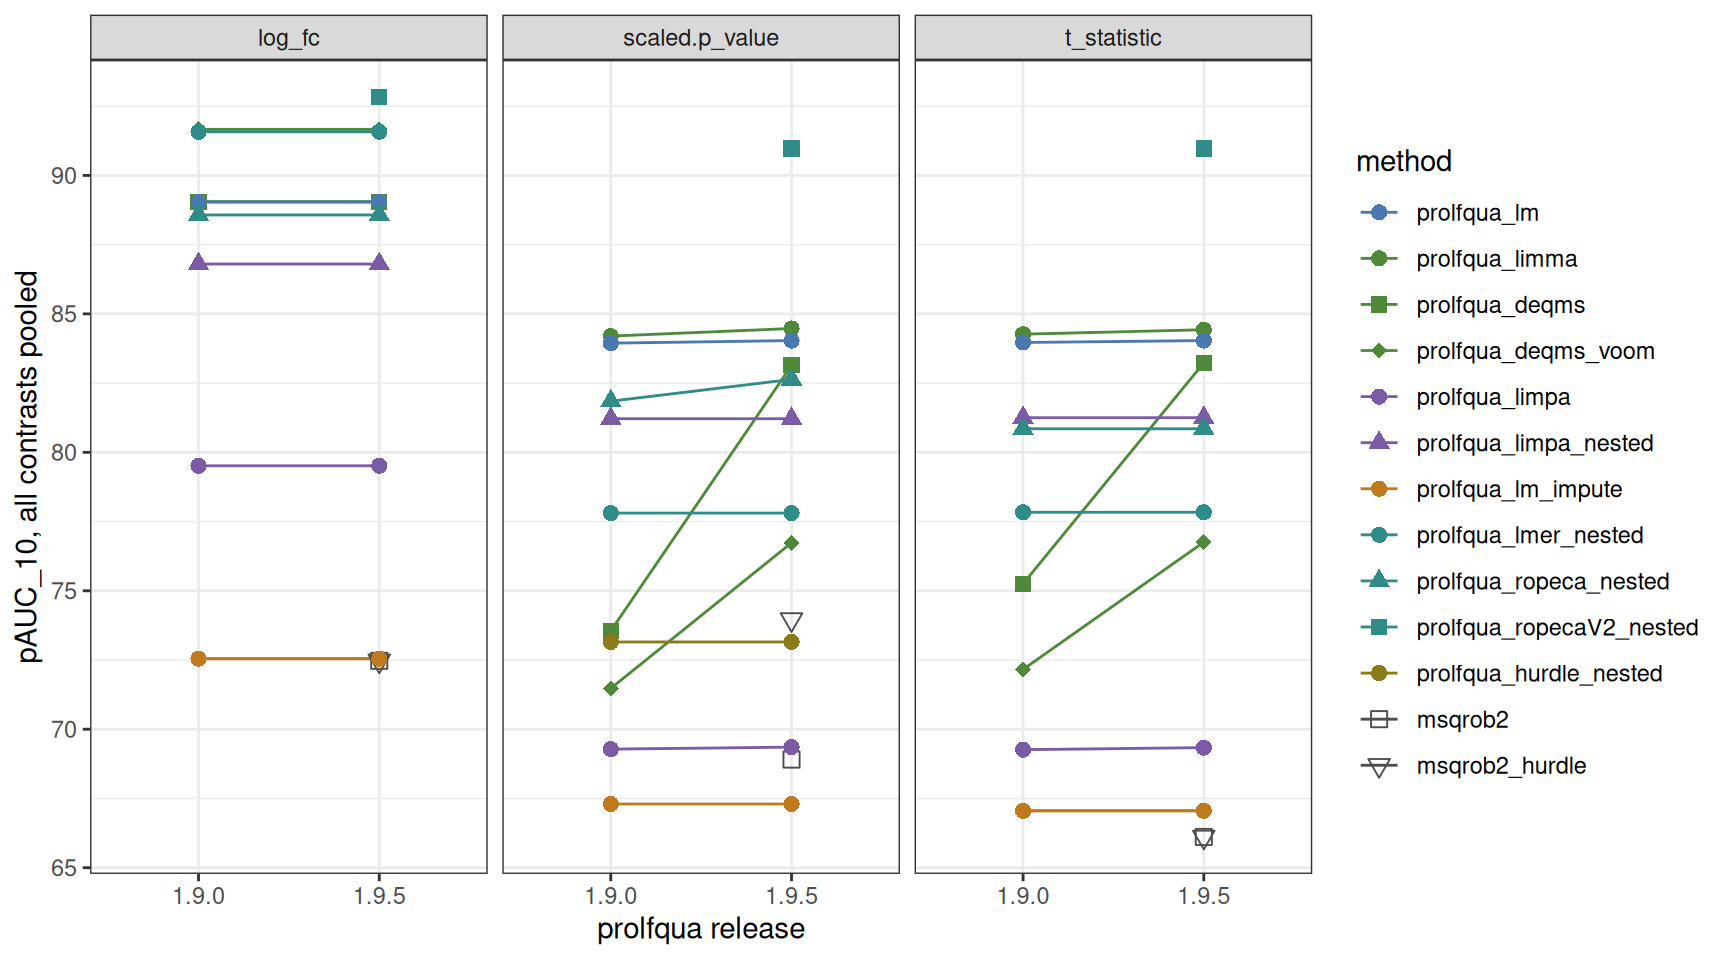 log_fc
scaled.p_value
t_statistic
pAUC_10, all contrasts pooled
90
85
80
75
70
65
1.9.0
1.9.5
1.9.0
1.9.5
1.9.0
1.9.5
prolfqua release
method
prolfqua_lm
prolfqua_limma
prolfqua_deqms
prolfqua_deqms_voom
prolfqua_limpa
prolfqua_limpa_nested
prolfqua_lm_impute
prolfqua_lmer_nested
prolfqua_ropeca_nested
prolfqua_ropecaV2_nested
prolfqua_hurdle_nested
msqrob2
msqrob2_hurdle